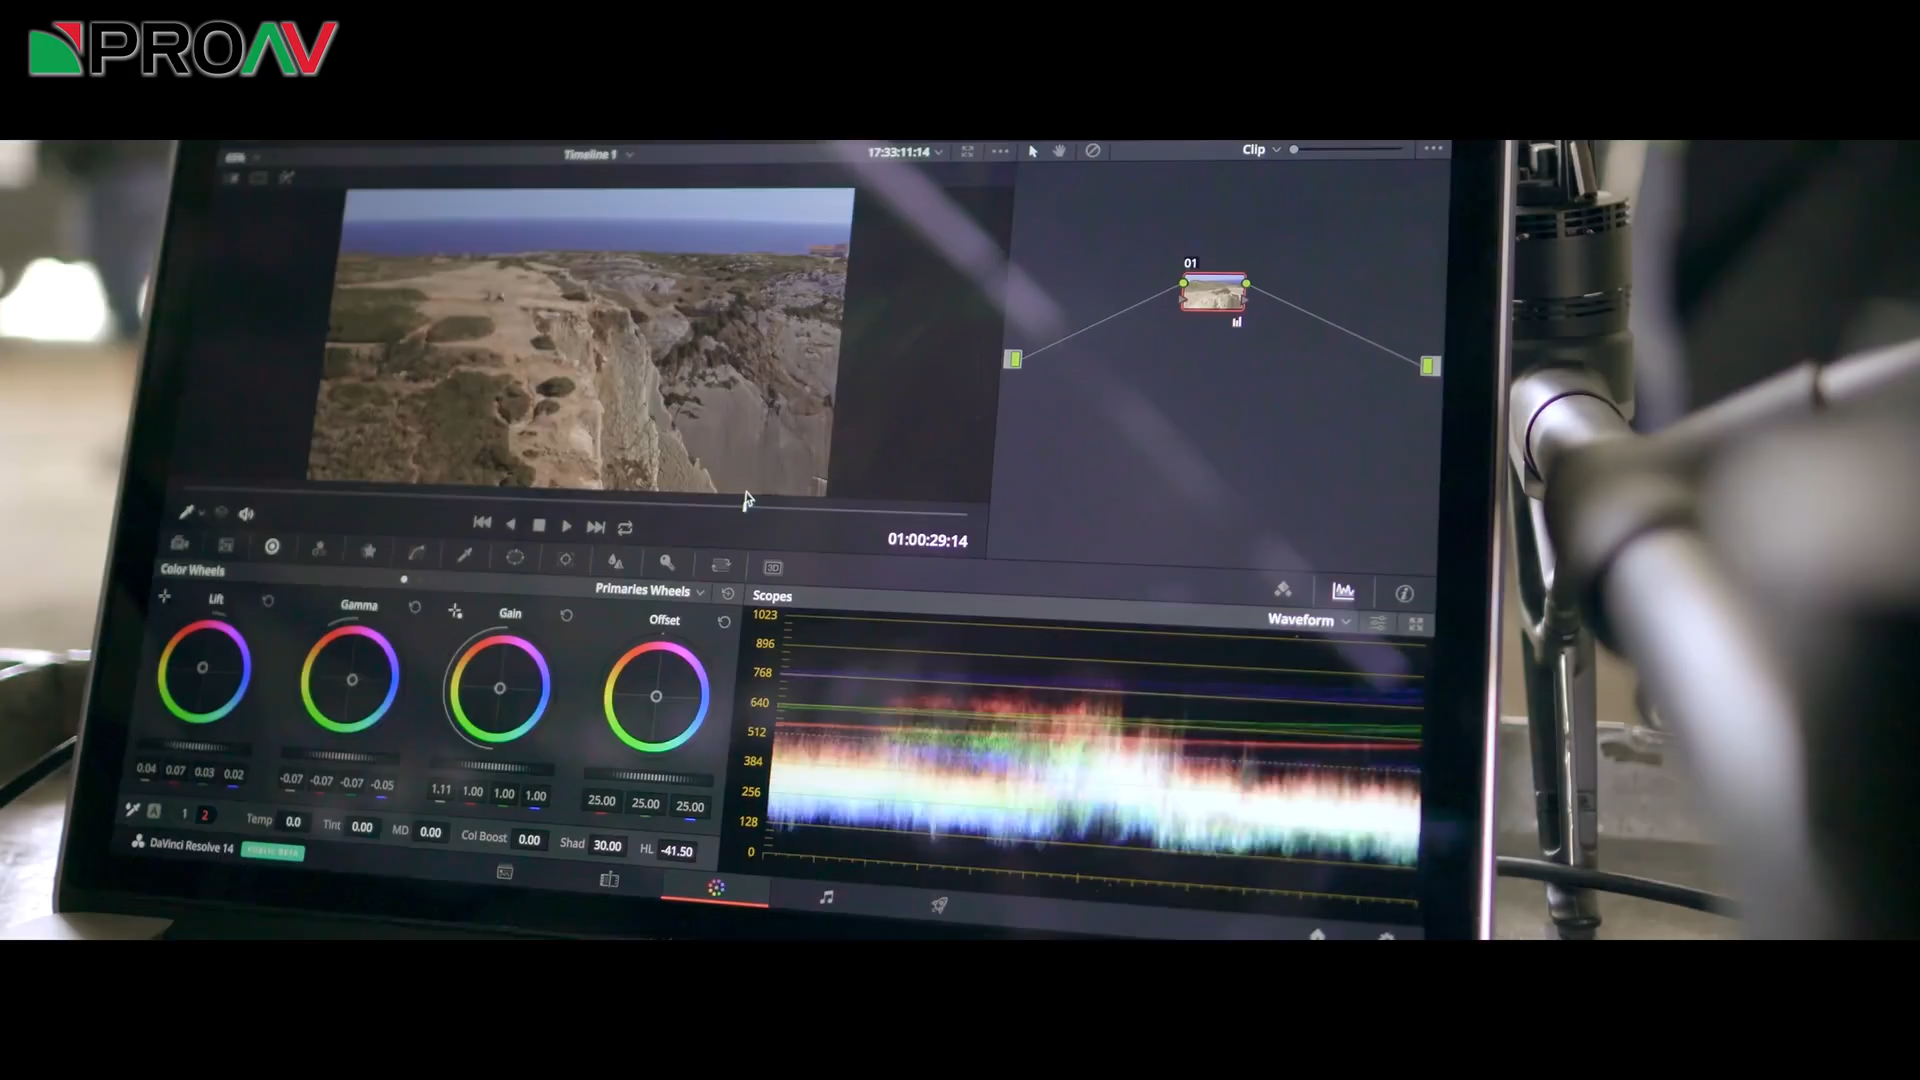 PROAV
Timeline 1
17:33:11:14
Clip
01
01:00:29:14
Color Wheels
Primaries Wheels
Scopes
Waveform
Lift
Gamma
Gain
Offset
1023
896
768
640
512
384
256
128
0
0.04 0.07 0.03 0.02
-0.07 -0.07 -0.07 -0.05
1.11 1.00 1.00 1.00
25.00 25.00 25.00
A 1 2 Temp 0.0 Tint 0.00 MD 0.00 Col Boost 0.00 Shad 30.00 HL -41.50
DaVinci Resolve 14 PUBLIC BETA
3D